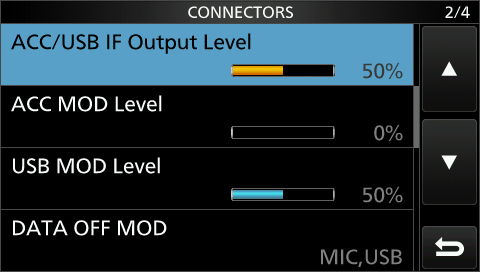 CONNECTORS 2/4
ACC/USB IF Output Level
50%
ACC MOD Level
0%
USB MOD Level
50%
DATA OFF MOD
MIC,USB